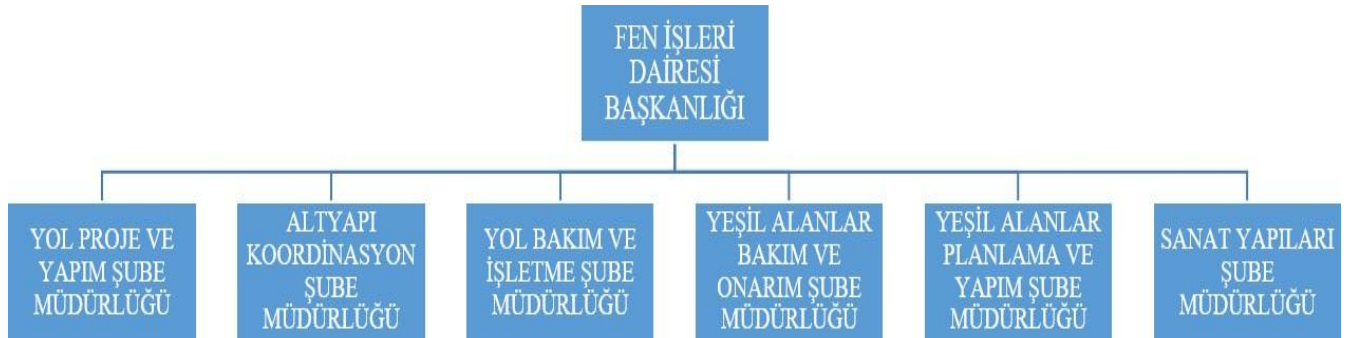 FEN İŞLERİ
DAİRESİ
BAŞKANLIĞI
YOL PROJE VE
YAPIM ŞUBE
MÜDÜRLÜĞÜ
ALTYAPI
KOORDİNASYON
ŞUBE
MÜDÜRLÜĞÜ
YOL BAKIM VE
İŞLETME ŞUBE
MÜDÜRLÜĞÜ
YEŞİL ALANLAR
BAKIM VE
ONARIM ŞUBE
MÜDÜRLÜĞÜ
YEŞİL ALANLAR
PLANLAMA VE
YAPIM ŞUBE
MÜDÜRLÜĞÜ
SANAT YAPILARI
ŞUBE
MÜDÜRLÜĞÜ